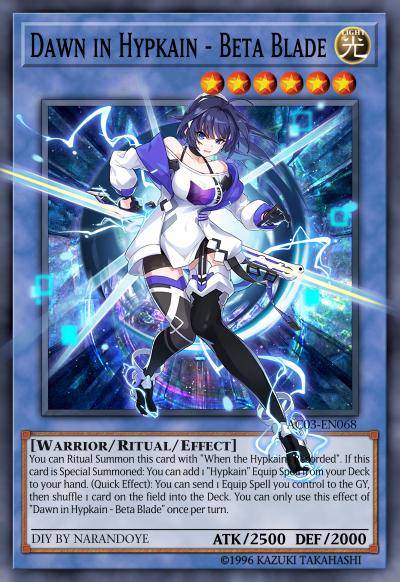 DAWN IN HYPKAIN - BETA BLADE
LIGHT
光
AC03-EN068
[WARRIOR/RITUAL/EFFECT]
You can Ritual Summon this card with "When the Hypkain Recorded". If this
card is Special Summoned: You can add 1 "Hypkain" Equip Spell from your Deck
to your hand. (Quick Effect): You can send 1 Equip Spell you control to the GY,
then shuffle 1 card on the field into the Deck. You can only use this effect of
"Dawn in Hypkain - Beta Blade" once per turn.
DIY BY NARANDOYE
ATK/2500 DEF/2000
©1996 KAZUKI TAKAHASHI